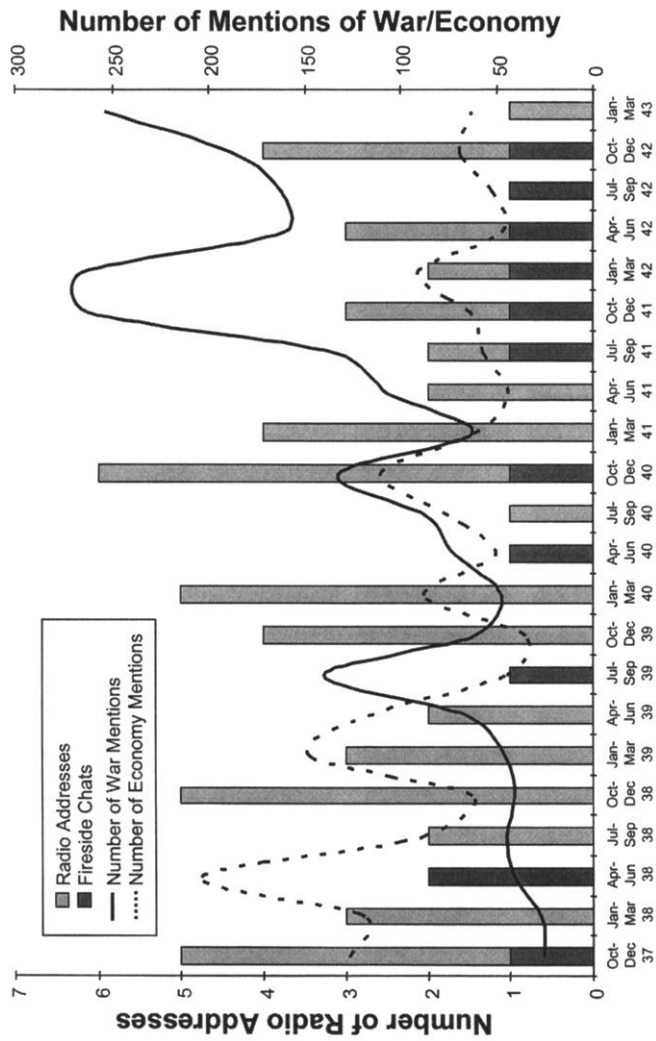 Number of Mentions of War/Economy
300
250
200
150
100
50
0
Radio Addresses
Fireside Chats
Number of War Mentions
Number of Economy Mentions
7
6
5
4
3
2
1
0
Number of Radio Addresses
Oct-
Dec
37
Jan-
Mar
38
Apr-
Jun
38
Jul-
Sep
38
Oct-
Dec
38
Jan-
Mar
39
Apr-
Jun
39
Jul-
Sep
39
Oct-
Dec
39
Jan-
Mar
40
Apr-
Jun
40
Jul-
Sep
40
Oct-
Dec
40
Jan-
Mar
41
Apr-
Jun
41
Jul-
Sep
41
Oct-
Dec
41
Jan-
Mar
42
Apr-
Jun
42
Jul-
Sep
42
Oct-
Dec
42
Jan-
Mar
43